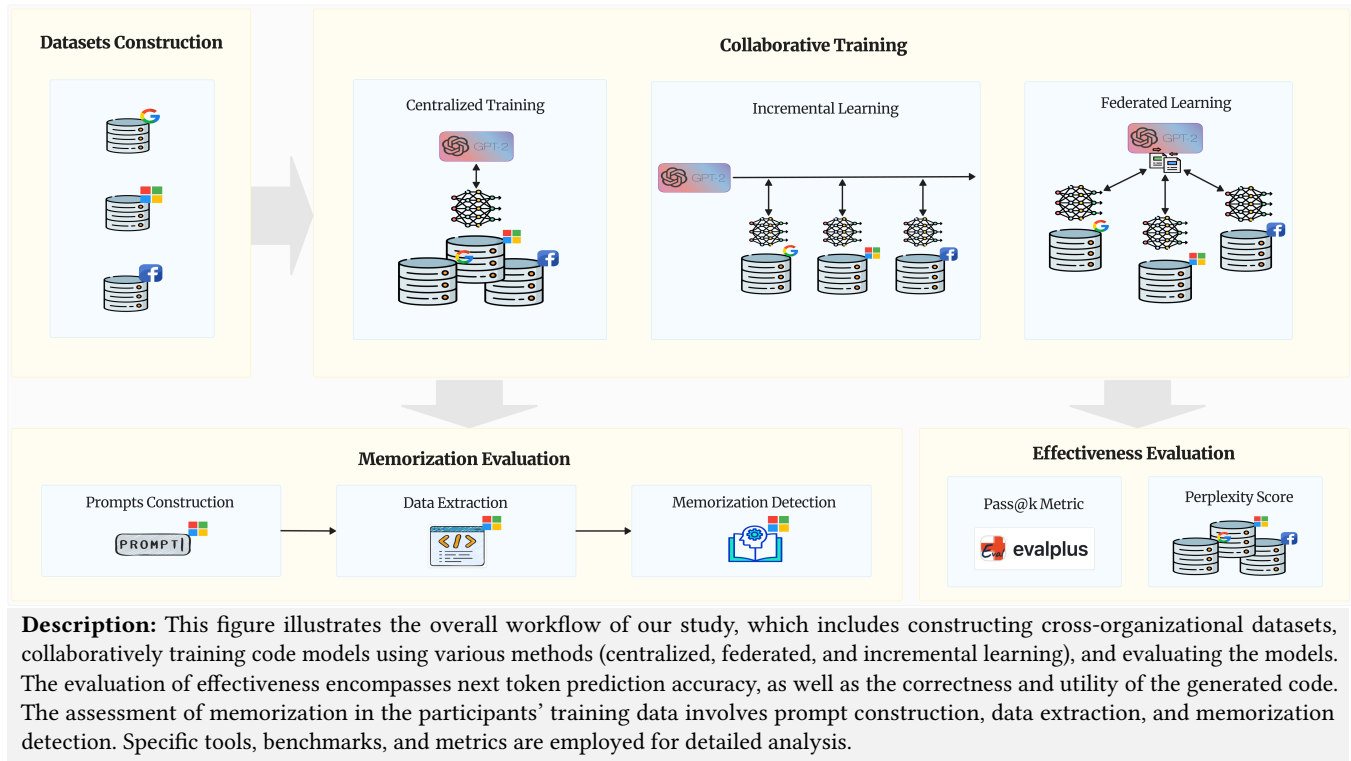 Datasets Construction
Collaborative Training
Centralized Training
GPT-2
Incremental Learning
GPT-2
Federated Learning
GPT-2
Memorization Evaluation
Prompts Construction
PROMPT|
Data Extraction
</>
Memorization Detection
Effectiveness Evaluation
Pass@k Metric
Eval
evalplus
Perplexity Score
Description: This figure illustrates the overall workflow of our study, which includes constructing cross-organizational datasets,
collaboratively training code models using various methods (centralized, federated, and incremental learning), and evaluating the models.
The evaluation of effectiveness encompasses next token prediction accuracy, as well as the correctness and utility of the generated code.
The assessment of memorization in the participants’ training data involves prompt construction, data extraction, and memorization
detection. Specific tools, benchmarks, and metrics are employed for detailed analysis.